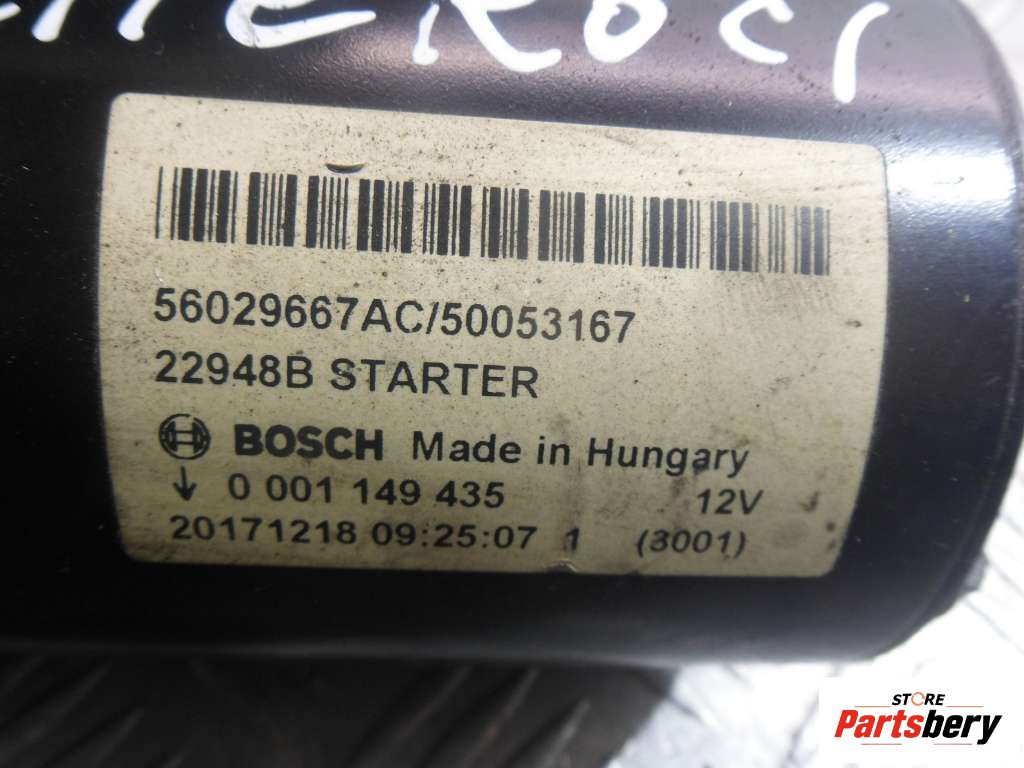 56029667AC/50053167
22948B STARTER
BOSCH Made in Hungary
↓ 0 001 149 435 12V
20171218 09:25:07 1 (3001)
STORE
Partsbery